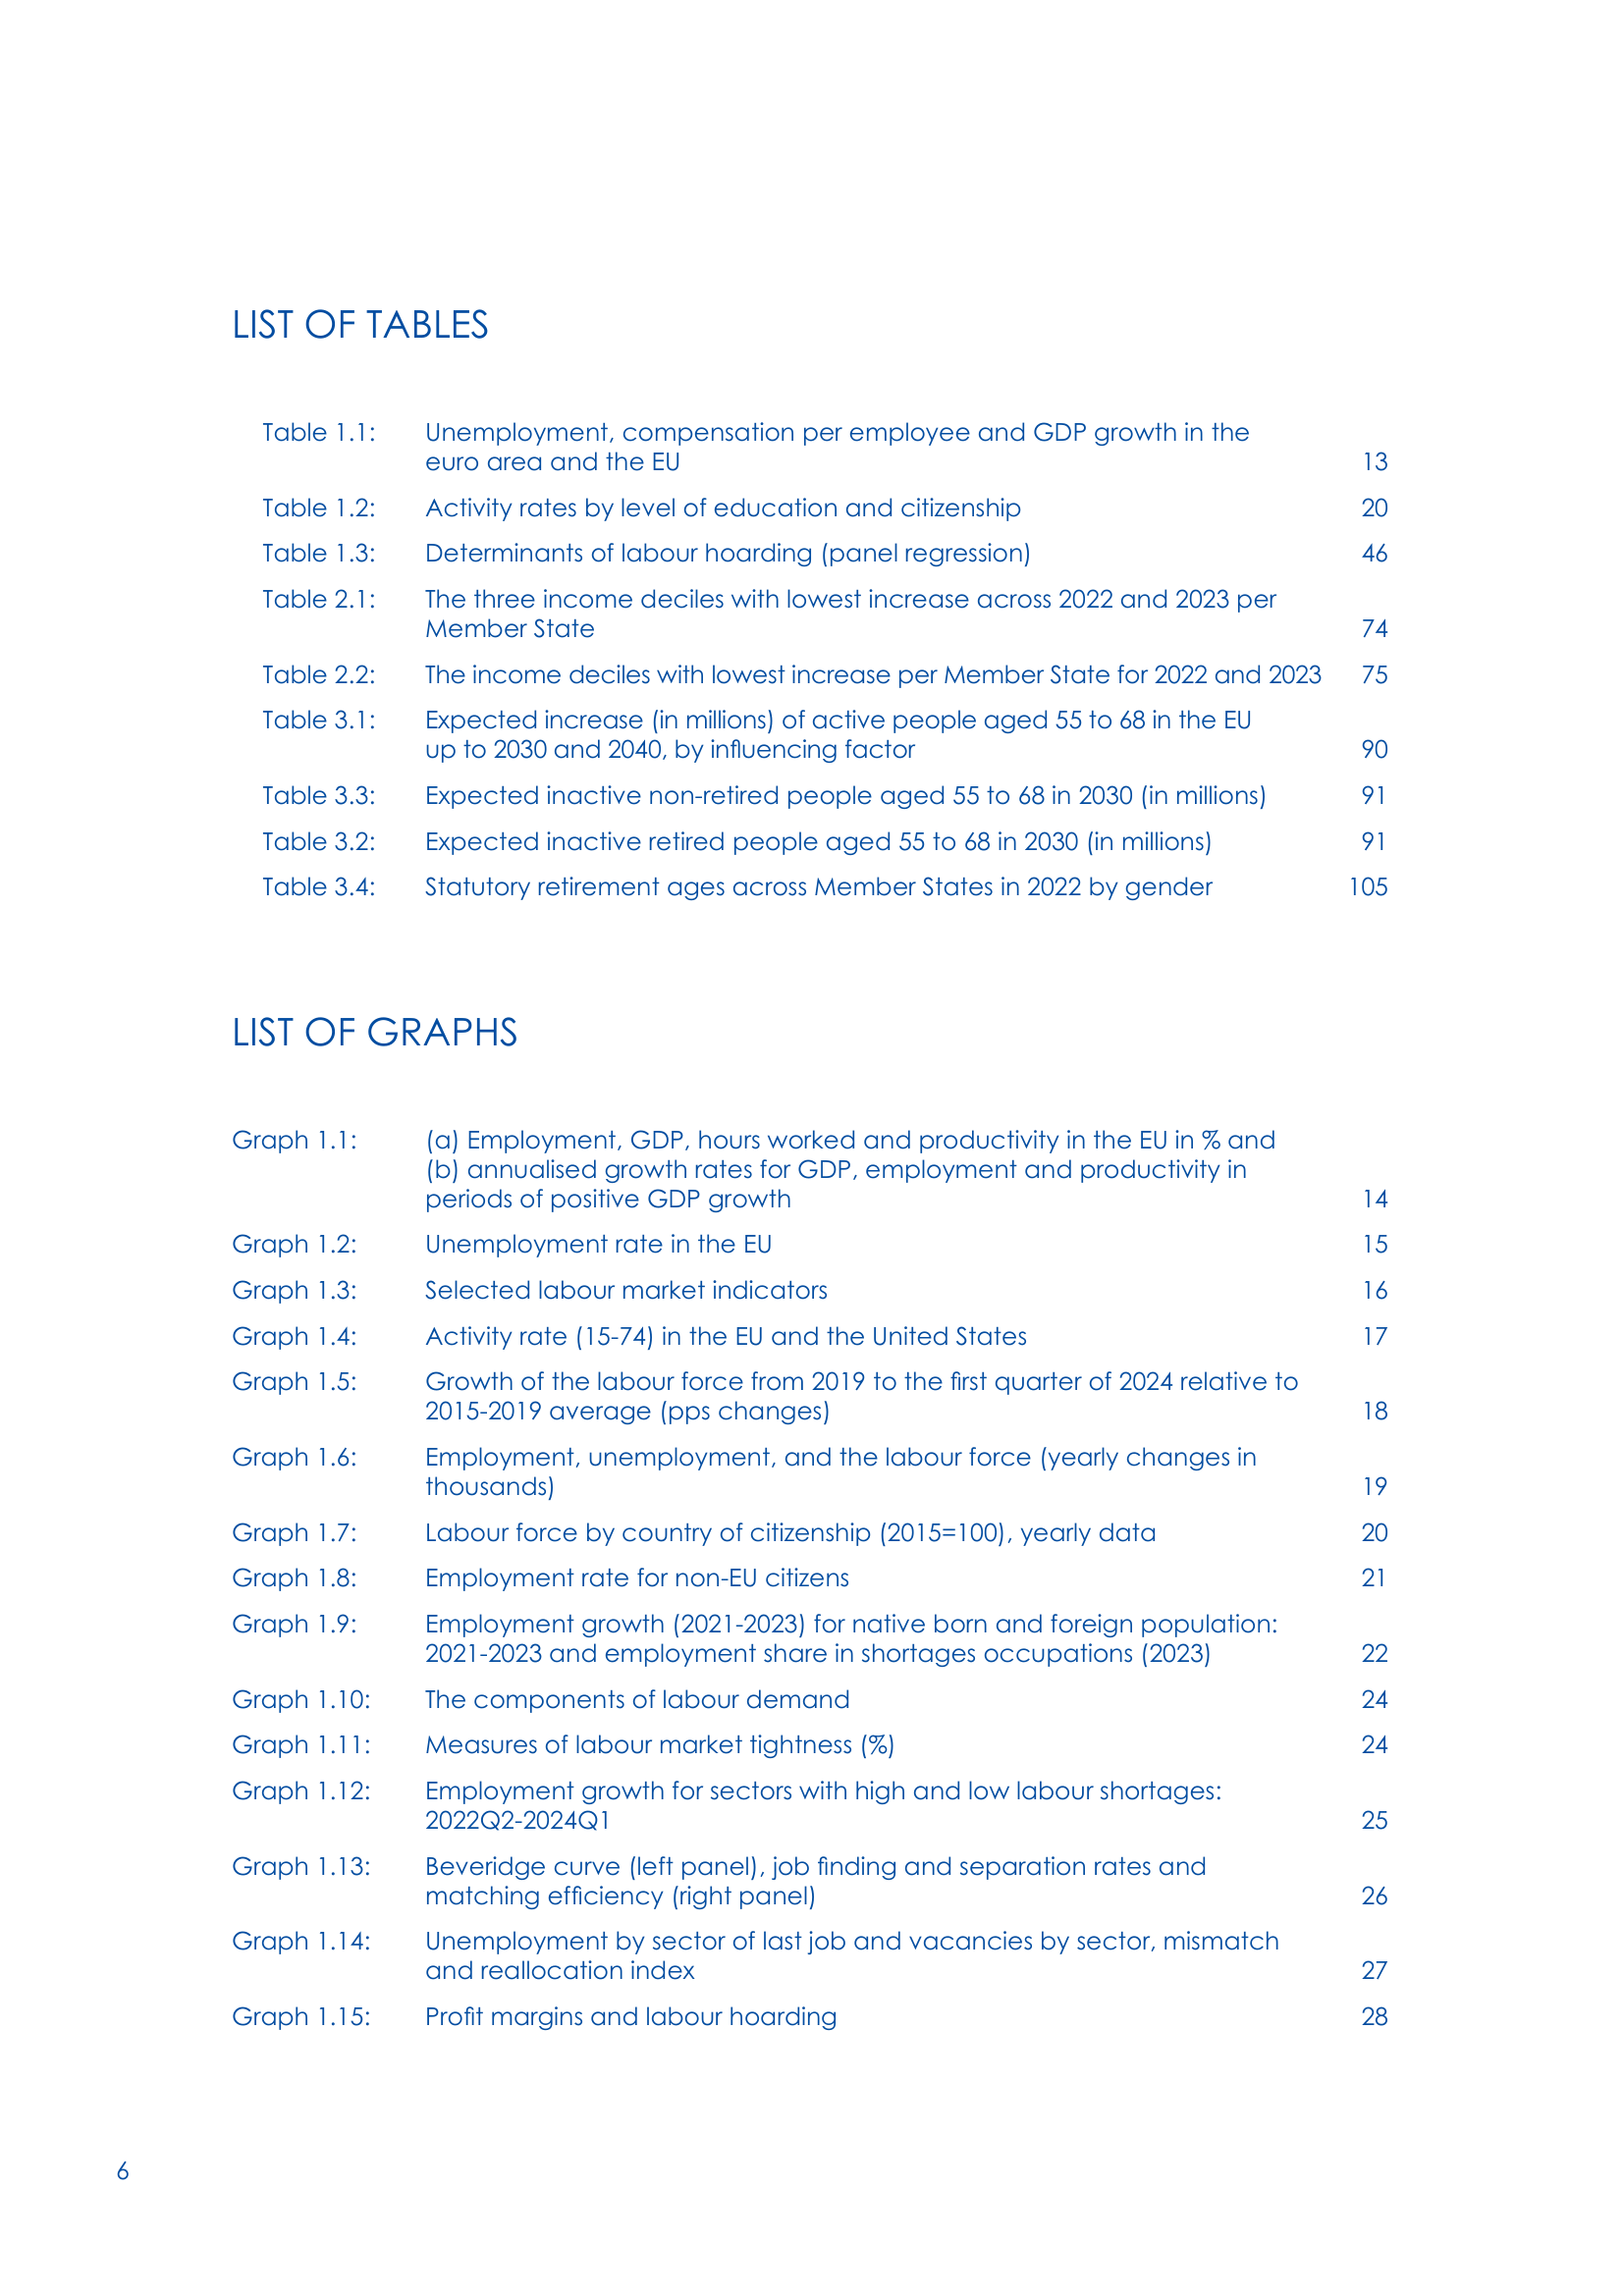 LIST OF TABLES
Table 1.1: Unemployment, compensation per employee and GDP growth in the
euro area and the EU 13
Table 1.2: Activity rates by level of education and citizenship 20
Table 1.3: Determinants of labour hoarding (panel regression) 46
Table 2.1: The three income deciles with lowest increase across 2022 and 2023 per
Member State 74
Table 2.2: The income deciles with lowest increase per Member State for 2022 and 2023 75
Table 3.1: Expected increase (in millions) of active people aged 55 to 68 in the EU
up to 2030 and 2040, by influencing factor 90
Table 3.3: Expected inactive non-retired people aged 55 to 68 in 2030 (in millions) 91
Table 3.2: Expected inactive retired people aged 55 to 68 in 2030 (in millions) 91
Table 3.4: Statutory retirement ages across Member States in 2022 by gender 105
LIST OF GRAPHS
Graph 1.1: (a) Employment, GDP, hours worked and productivity in the EU in % and
(b) annualised growth rates for GDP, employment and productivity in
periods of positive GDP growth 14
Graph 1.2: Unemployment rate in the EU 15
Graph 1.3: Selected labour market indicators 16
Graph 1.4: Activity rate (15-74) in the EU and the United States 17
Graph 1.5: Growth of the labour force from 2019 to the first quarter of 2024 relative to
2015-2019 average (pps changes) 18
Graph 1.6: Employment, unemployment, and the labour force (yearly changes in
thousands) 19
Graph 1.7: Labour force by country of citizenship (2015=100), yearly data 20
Graph 1.8: Employment rate for non-EU citizens 21
Graph 1.9: Employment growth (2021-2023) for native born and foreign population:
2021-2023 and employment share in shortages occupations (2023) 22
Graph 1.10: The components of labour demand 24
Graph 1.11: Measures of labour market tightness (%) 24
Graph 1.12: Employment growth for sectors with high and low labour shortages:
2022Q2-2024Q1 25
Graph 1.13: Beveridge curve (left panel), job finding and separation rates and
matching efficiency (right panel) 26
Graph 1.14: Unemployment by sector of last job and vacancies by sector, mismatch
and reallocation index 27
Graph 1.15: Profit margins and labour hoarding 28
6